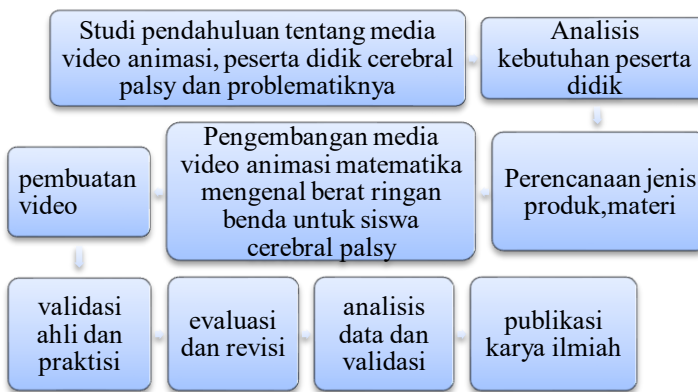 Studi pendahuluan tentang media
video animasi, peserta didik cerebral
palsy dan problematiknya
Analisis
kebutuhan peserta
didik
Perencanaan jenis
produk,materi
Pengembangan media
video animasi matematika
mengenal berat ringan
benda untuk siswa
cerebral palsy
pembuatan
video
validasi
ahli dan
praktisi
evaluasi
dan revisi
analisis
data dan
validasi
publikasi
karya ilmiah